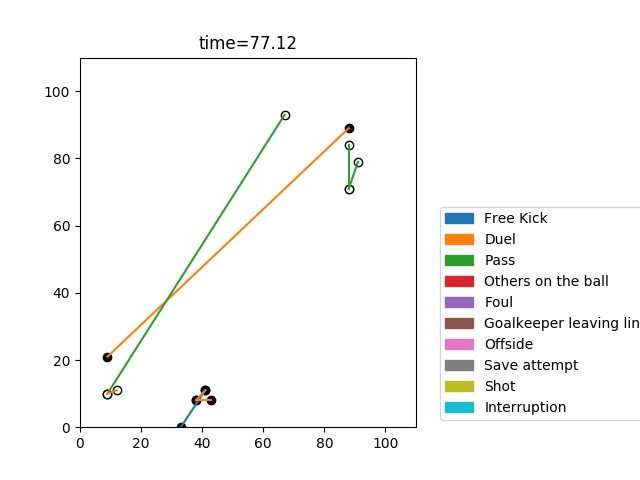 time=77.12
100
80
60
40
20
0
0 20 40 60 80 100
Free Kick
Duel
Pass
Others on the ball
Foul
Goalkeeper leaving lin
Offside
Save attempt
Shot
Interruption